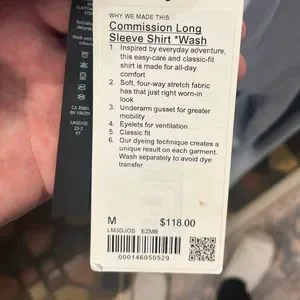 WHY WE MADE THIS
Commission Long
Sleeve Shirt *Wash
1. Inspired by everyday adventure,
this easy-care and classic-fit
shirt is made for all-day
comfort
2. Soft, four-way stretch fabric
has that just right worn-in
look
3. Underarm gusset for greater
mobility
4. Eyelets for ventilation
5. Classic fit
6. Our dyeing technique creates a
unique result on each garment.
Wash separately to avoid dye
transfer
M $118.00
LM3DJOS EZMB
000146050529